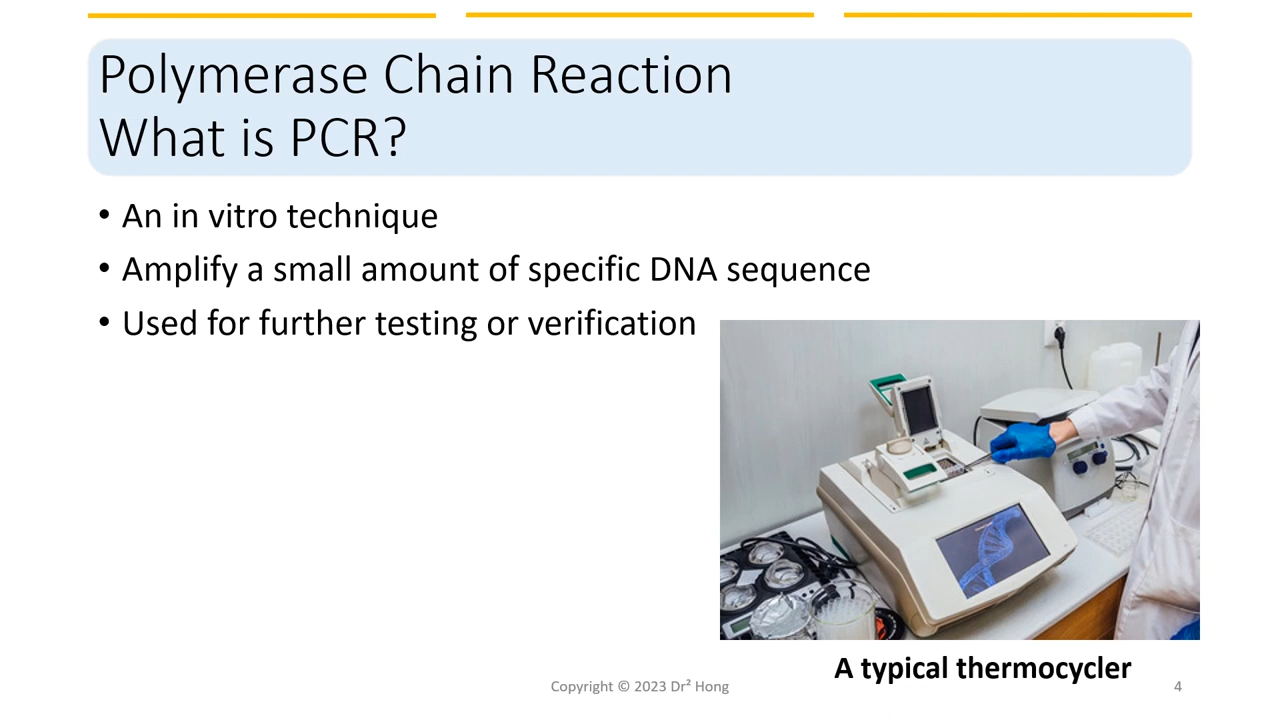 Polymerase Chain Reaction
What is PCR?
• An in vitro technique
• Amplify a small amount of specific DNA sequence
• Used for further testing or verification
A typical thermocycler
Copyright © 2023 Dr² Hong
4